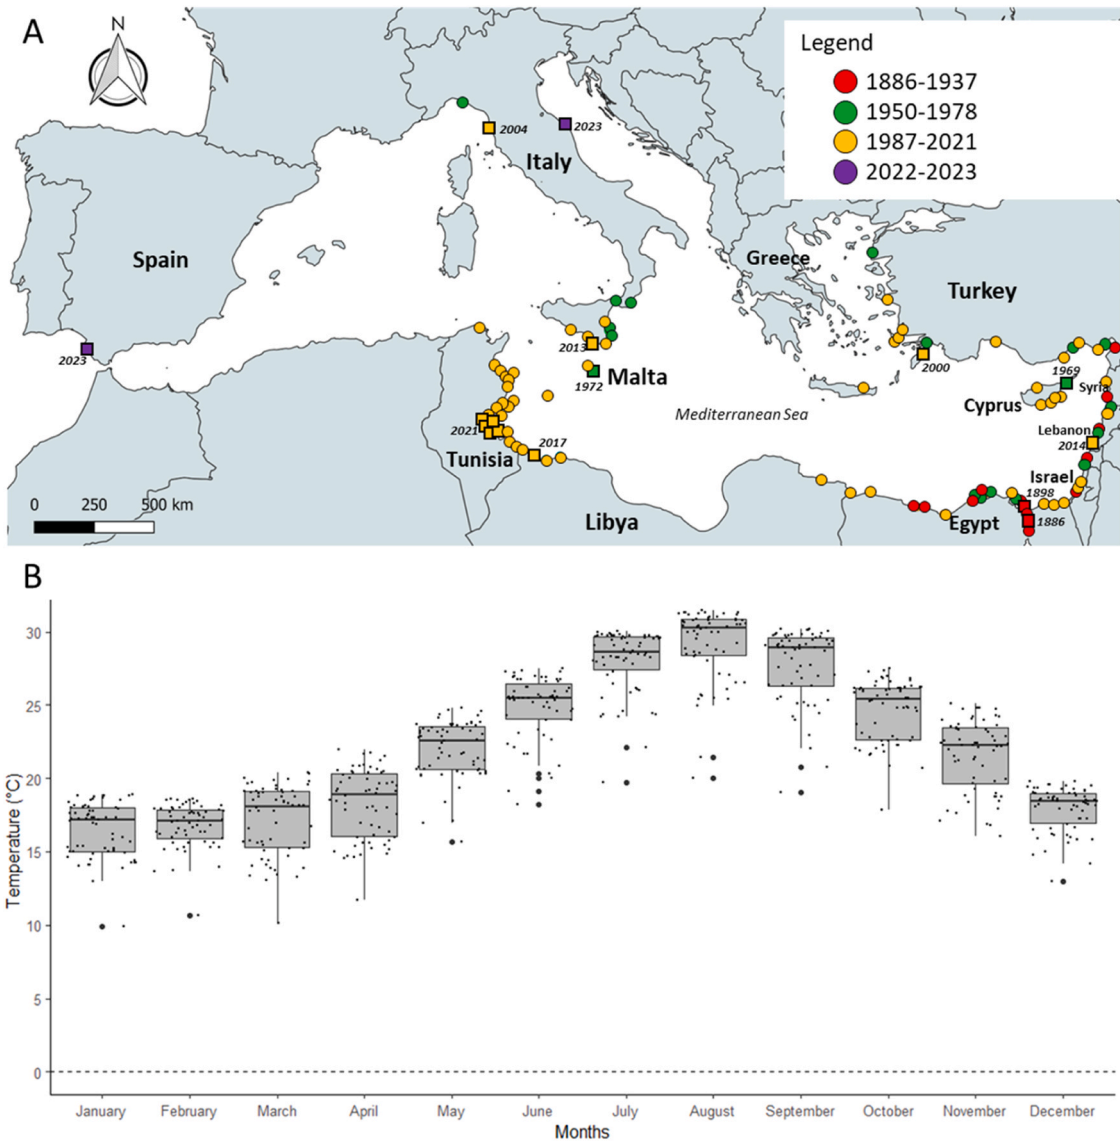 A
N
Legend
1886-1937
1950-1978
1987-2021
2022-2023
2004
2023
Italy
Spain
Greece
Turkey
2023
2013
1972
Malta
2000
1969
Syria
Cyprus
Mediterranean Sea
Lebanon
2014
2021
Tunisia
2017
Israel
1898
Egypt
1886
Libya
0 250 500 km
B
Temperature (°C)
30
25
20
15
10
5
0
January February March April May June July August September October November December
Months